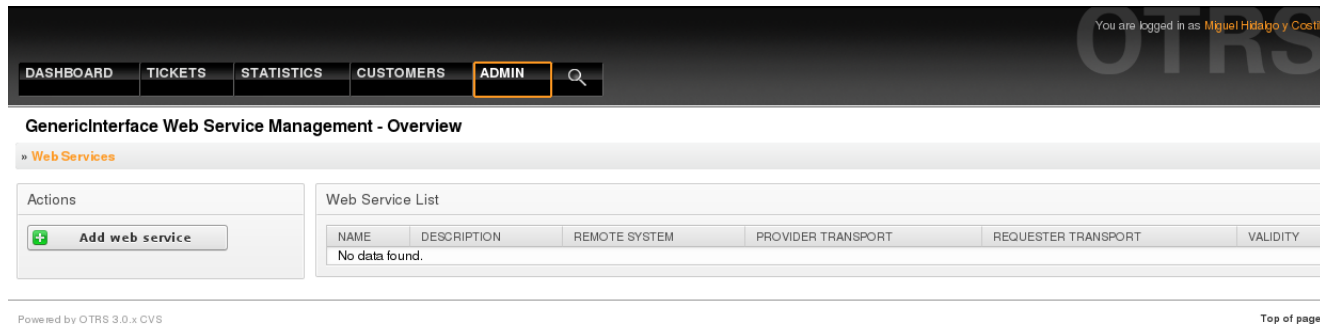 OTRS
You are logged in as Miguel Hidalgo y Costil
DASHBOARD TICKETS STATISTICS CUSTOMERS ADMIN
GenericInterface Web Service Management - Overview
» Web Services
Actions
Add web service
Web Service List
NAME DESCRIPTION REMOTE SYSTEM PROVIDER TRANSPORT REQUESTER TRANSPORT VALIDITY
No data found.
Powered by OTRS 3.0.x CVS
Top of page